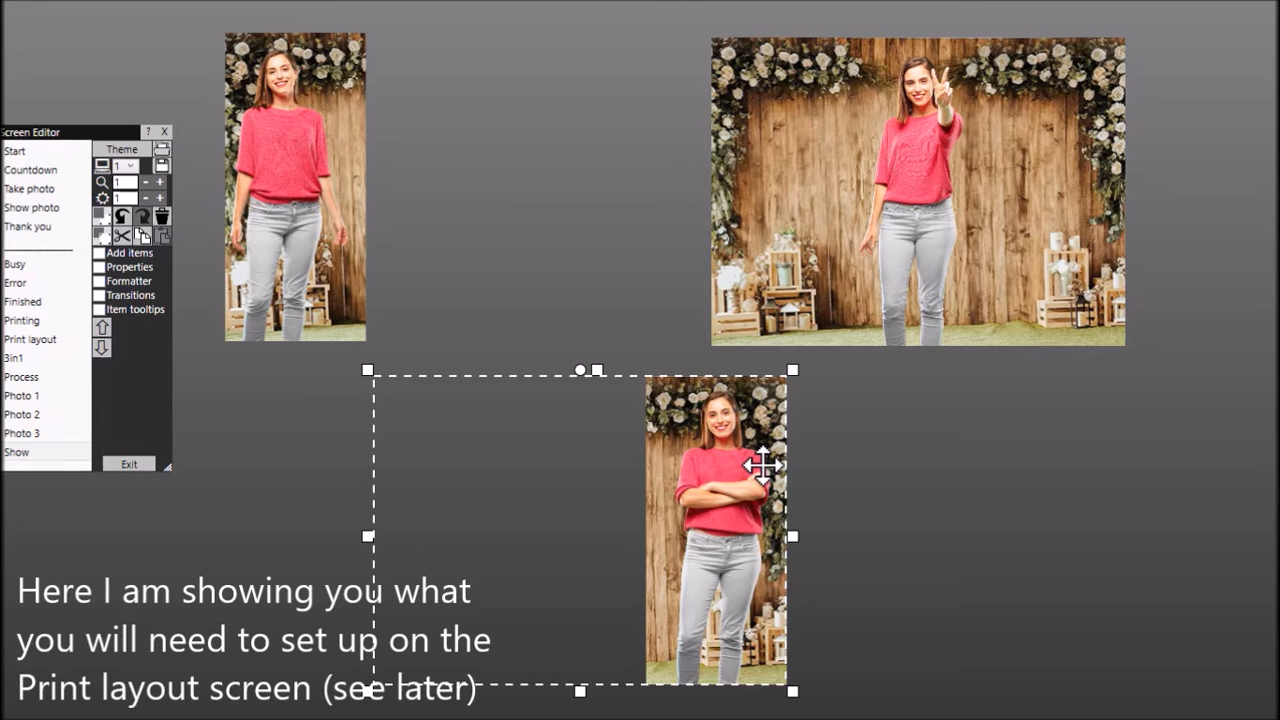 Screen Editor ? X
Start
Countdown
Take photo
Show photo
Thank you
Busy
Error
Finished
Printing
Print layout
3in1
Process
Photo 1
Photo 2
Photo 3
Show
Theme
1
1 - +
1 - +
Add items
Properties
Formatter
Transitions
Item tooltips
Exit
Here I am showing you what
you will need to set up on the
Print layout screen (see later)